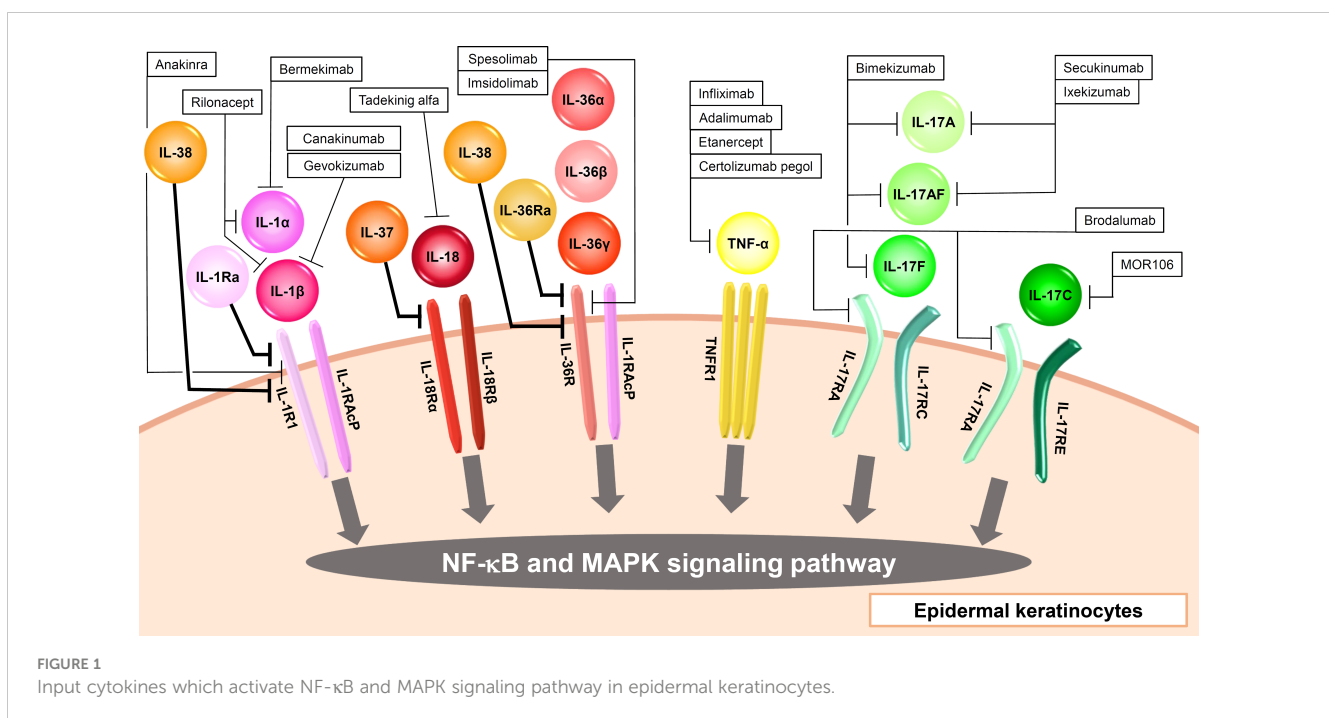 Anakinra
Bermekimab
Rilonacept
Tadekinig alfa
Canakinumab
Gevokizumab
Spesolimab
Imsidolimab
Infliximab
Adalimumab
Etanercept
Certolizumab pegol
Bimekizumab
Secukinumab
Ixekizumab
Brodalumab
MOR106
IL-38
IL-1α
IL-1Ra
IL-1β
IL-37
IL-18
IL-38
IL-36Ra
IL-36α
IL-36β
IL-36γ
TNF-α
IL-17A
IL-17AF
IL-17F
IL-17C
IL-1R1
IL-1RAcP
IL-18Rα
IL-18Rβ
IL-36R
IL-1RAcP
TNFR1
IL-17RA
IL-17RC
IL-17RA
IL-17RE
NF-κB and MAPK signaling pathway
Epidermal keratinocytes
FIGURE 1
Input cytokines which activate NF-κB and MAPK signaling pathway in epidermal keratinocytes.